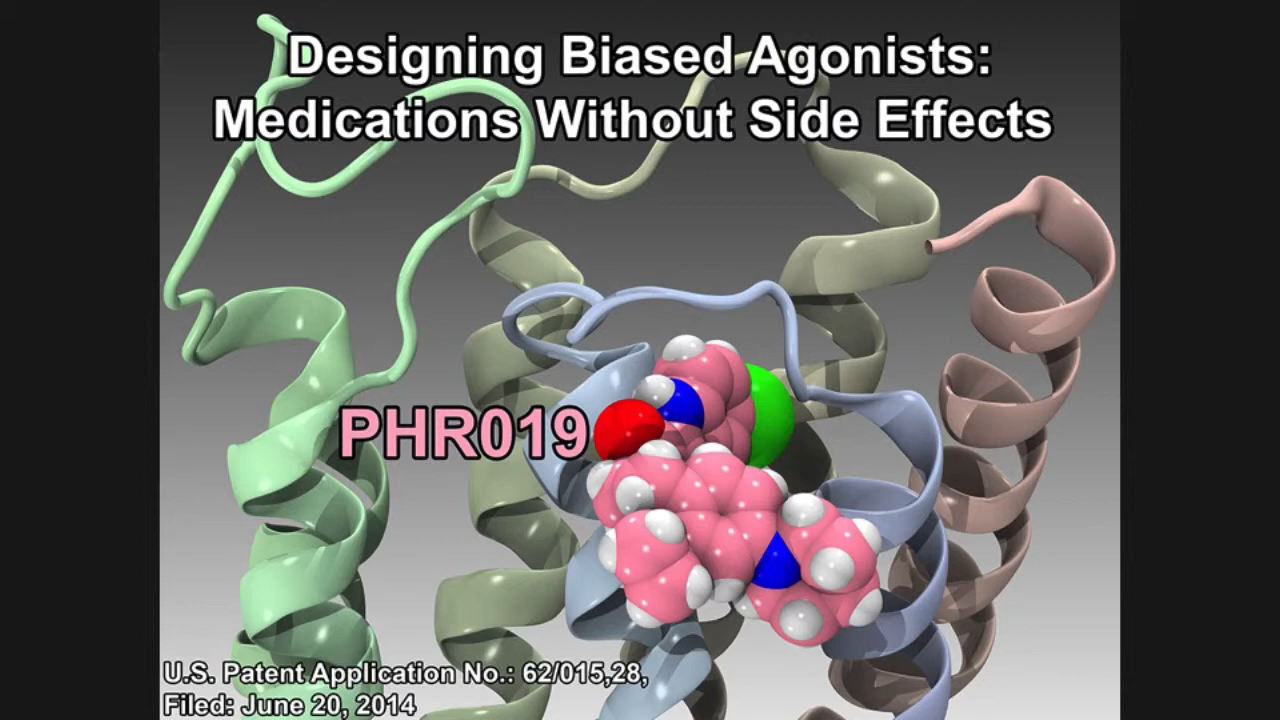 Designing Biased Agonists:
Medications Without Side Effects
PHR019
U.S. Patent Application No.: 62/015,28,
Filed: June 20, 2014